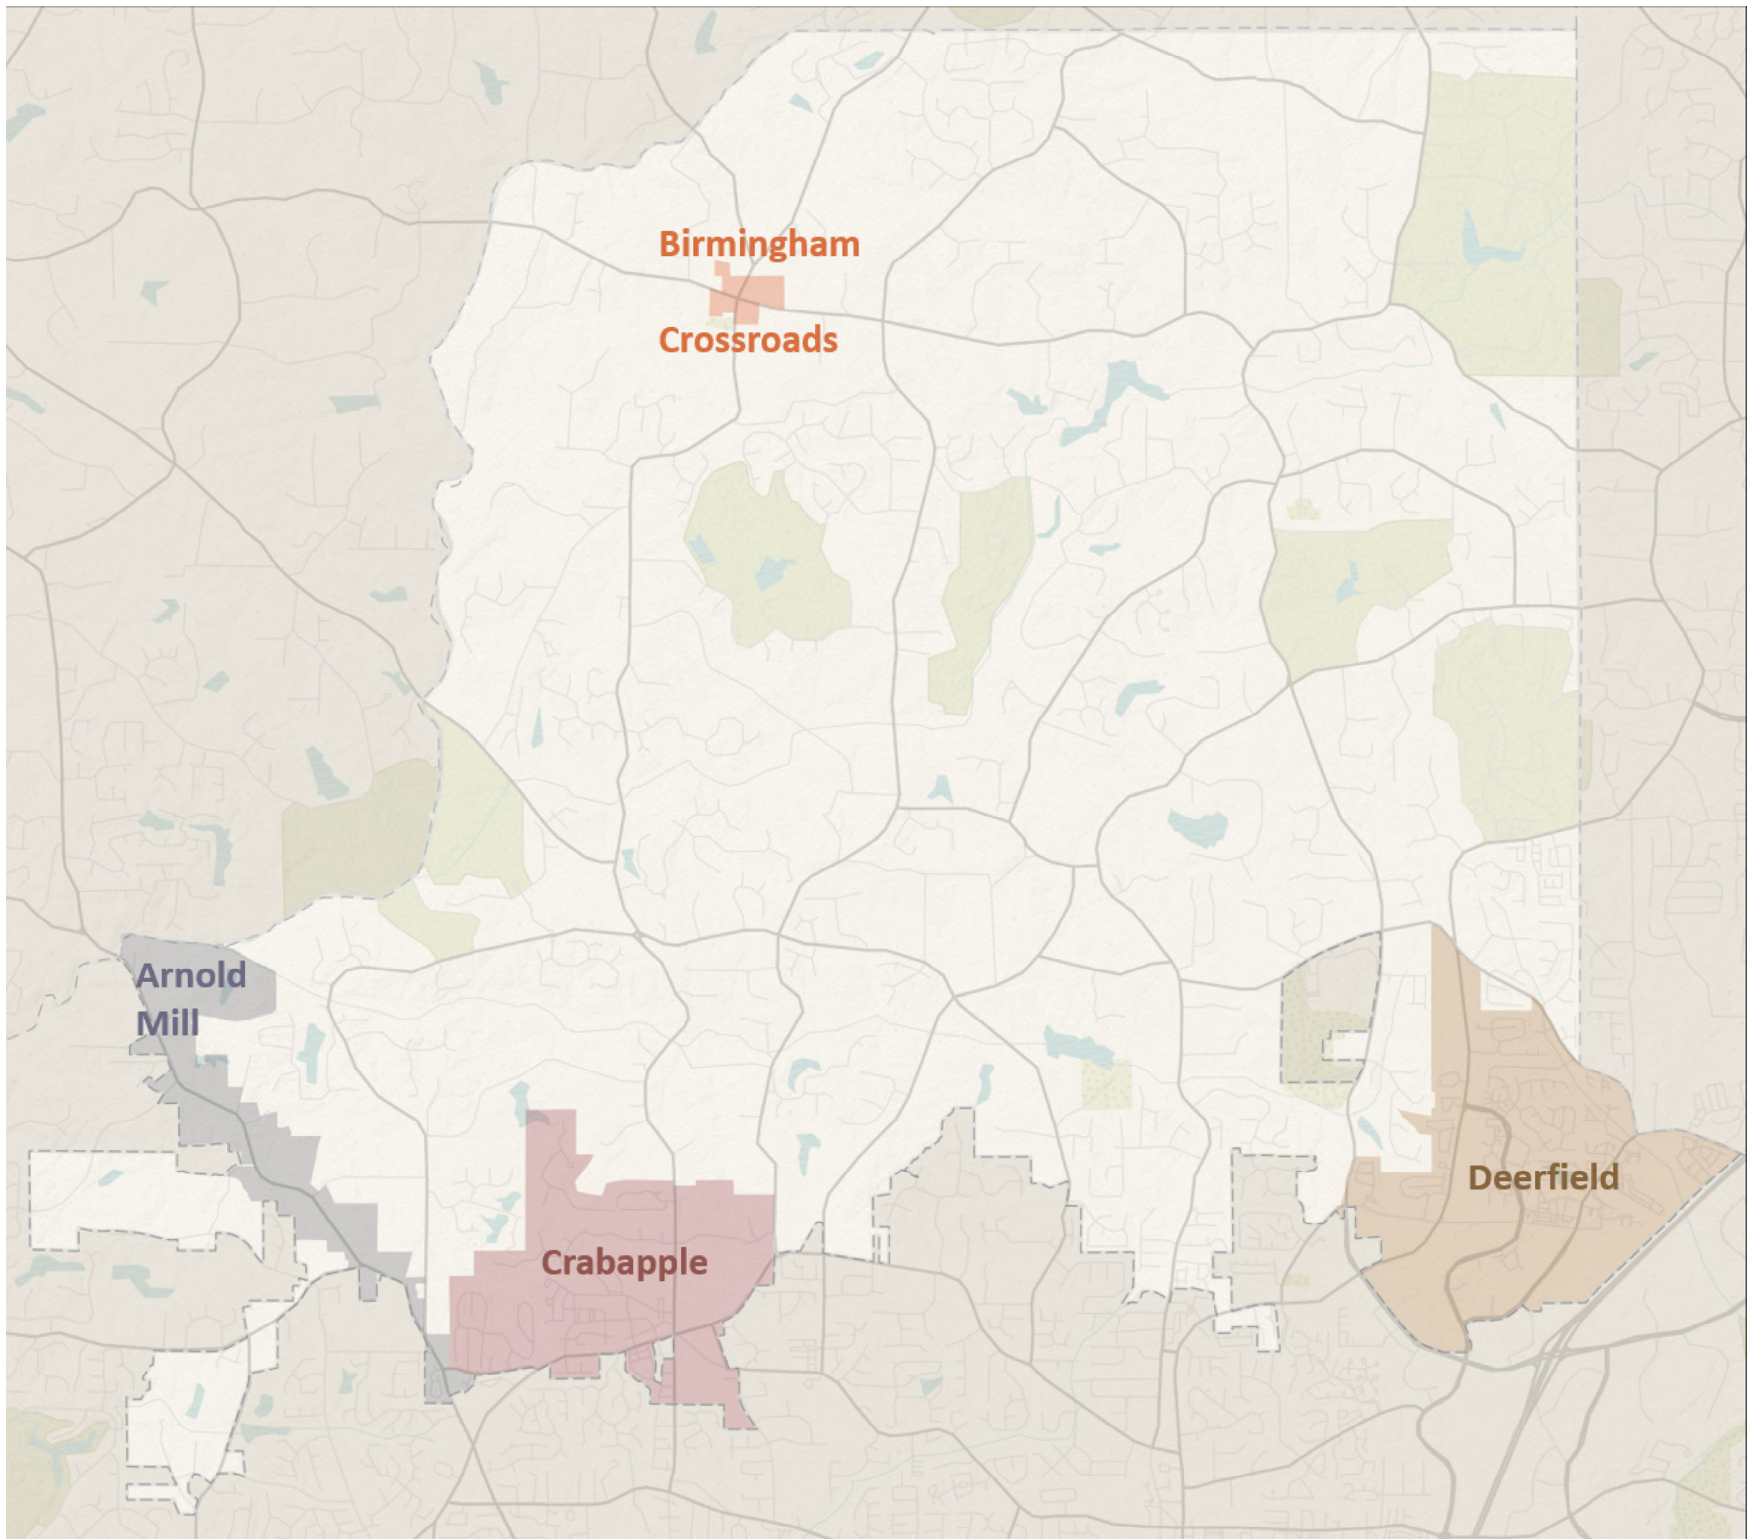 Birmingham
Crossroads
Arnold
Mill
Deerfield
Crabapple